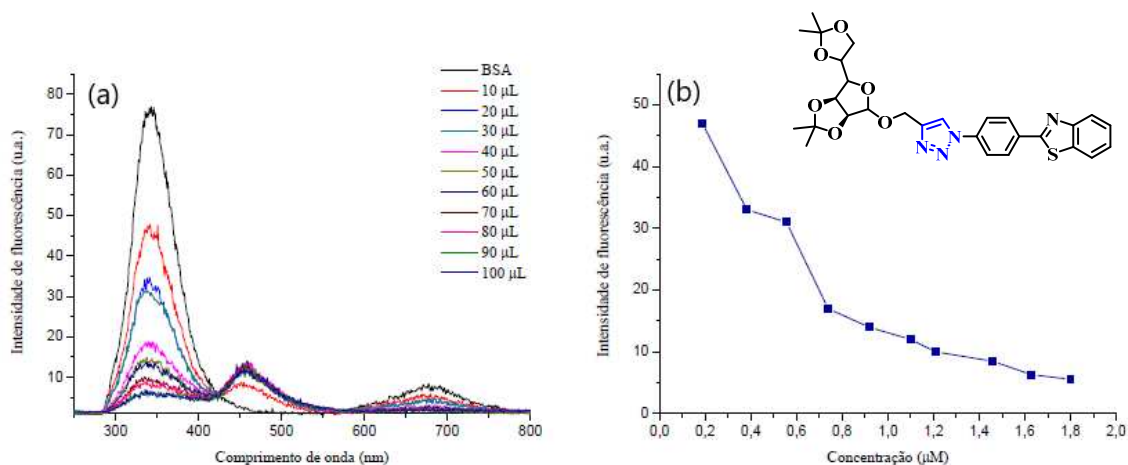 (a)
Intensidade de fluorescência (u.a.)
80
70
60
50
40
30
20
10
300
400
500
600
700
800
Comprimento de onda (nm)
BSA
10 µL
20 µL
30 µL
40 µL
50 µL
60 µL
70 µL
80 µL
90 µL
100 µL
(b)
Intensidade de fluorescência (u.a.)
50
40
30
20
10
0
0,0
0,2
0,4
0,6
0,8
1,0
1,2
1,4
1,6
1,8
2,0
Concentração (µM)
O
O
O
O
O
O
N
N
N
N
S